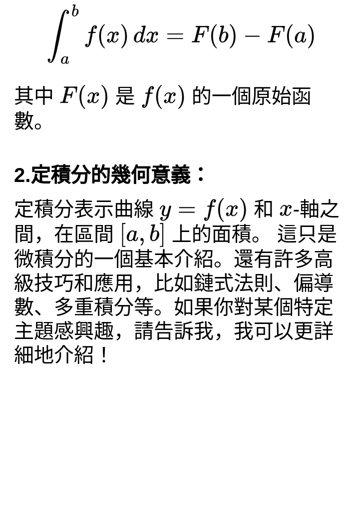 ∫_a^b f(x) dx = F(b) − F(a)
其中 F(x) 是 f(x) 的一個原始函
數。
2.定積分的幾何意義：
定積分表示曲線 y = f(x) 和 x-軸之
間，在區間 [a, b] 上的面積。 這只是
微積分的一個基本介紹。還有許多高
級技巧和應用，比如鏈式法則、偏導
數、多重積分等。如果你對某個特定
主題感興趣，請告訴我，我可以更詳
細地介紹！